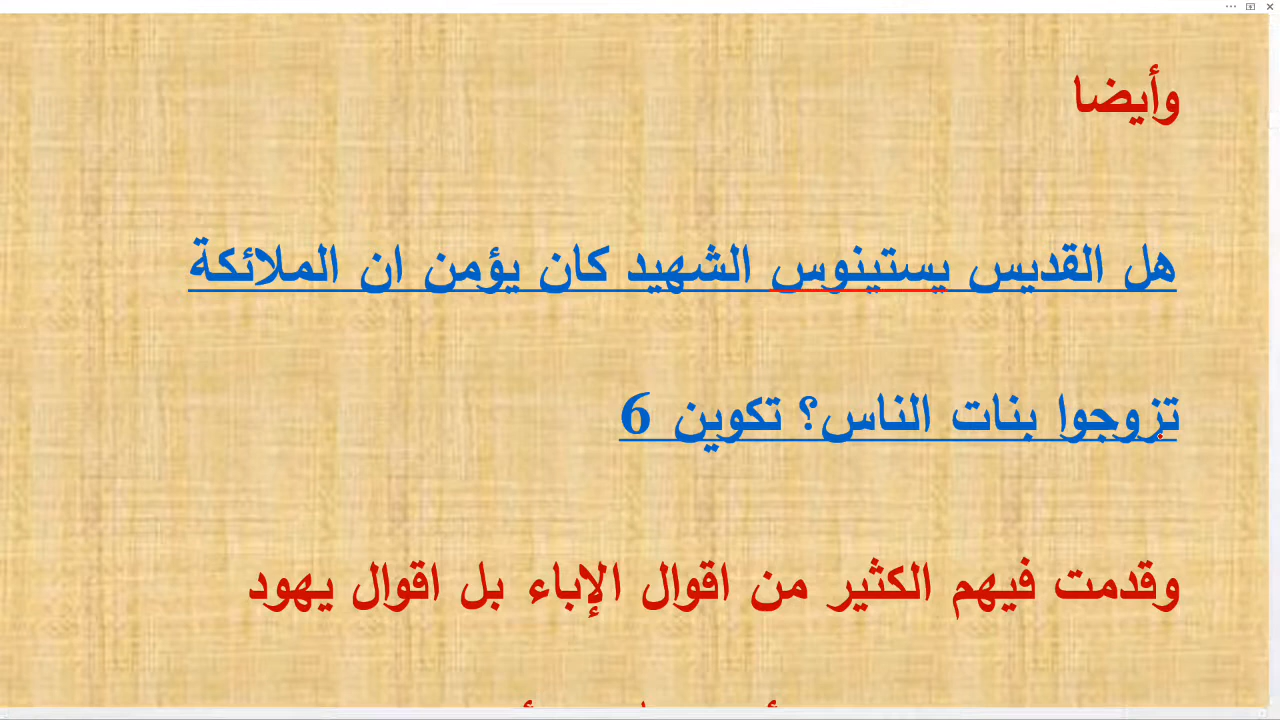 وأيضا
هل القديس يستينوس الشهيد كان يؤمن ان الملائكة
تزوجوا بنات الناس؟ تكوين 6
وقدمت فيهم الكثير من اقوال الإباء بل اقوال يهود